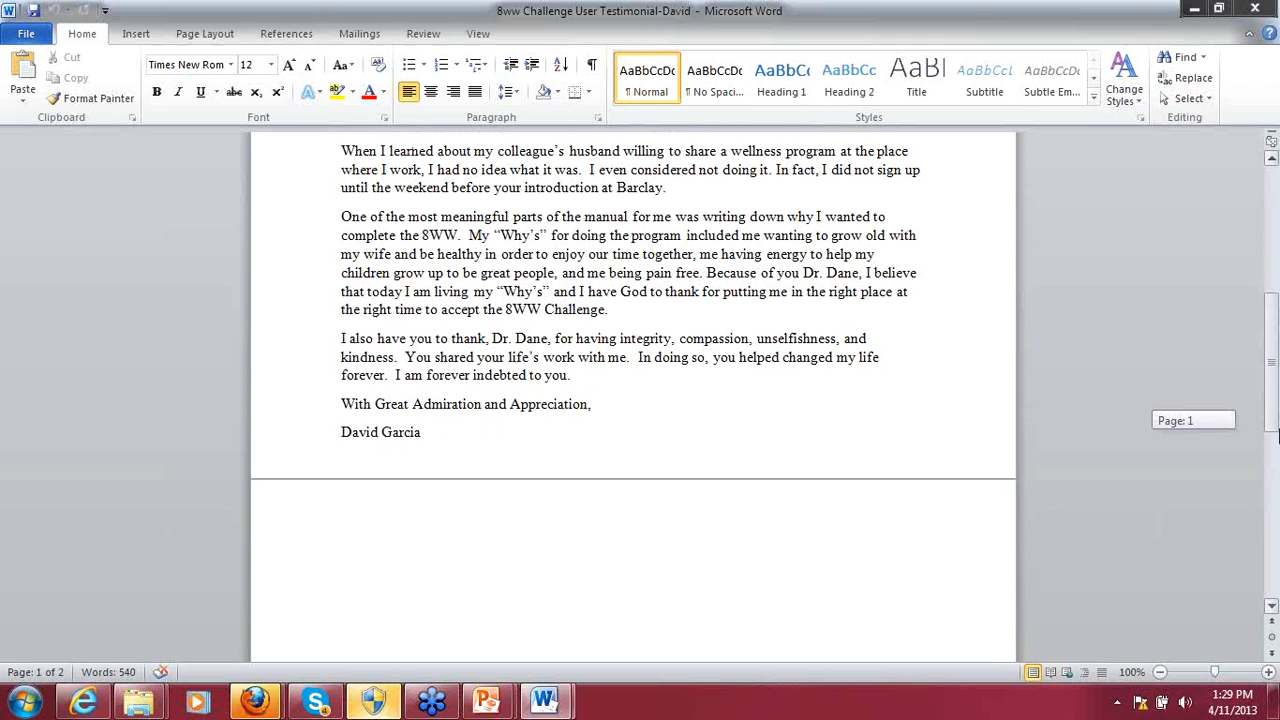 8ww Challenge User Testimonial-David - Microsoft Word
File Home Insert Page Layout References Mailings Review View
Paste
Cut
Copy
Format Painter
Clipboard
Times New Rom 12
Font
Paragraph
AaBbCcDc ¶ Normal
AaBbCcDc ¶ No Spaci...
AaBbCc Heading 1
AaBbCc Heading 2
AaBl Title
AaBbCcL Subtitle
AaBbCcDc Subtle Em...
Change Styles
Styles
Find
Replace
Select
Editing
When I learned about my colleague's husband willing to share a wellness program at the place
where I work, I had no idea what it was. I even considered not doing it. In fact, I did not sign up
until the weekend before your introduction at Barclay.
One of the most meaningful parts of the manual for me was writing down why I wanted to
complete the 8WW. My “Why’s” for doing the program included me wanting to grow old with
my wife and be healthy in order to enjoy our time together, me having energy to help my
children grow up to be great people, and me being pain free. Because of you Dr. Dane, I believe
that today I am living my “Why’s” and I have God to thank for putting me in the right place at
the right time to accept the 8WW Challenge.
I also have you to thank, Dr. Dane, for having integrity, compassion, unselfishness, and
kindness. You shared your life’s work with me. In doing so, you helped changed my life
forever. I am forever indebted to you.
With Great Admiration and Appreciation,
David Garcia
Page: 1
Page: 1 of 2 Words: 540 100%
1:29 PM
4/11/2013